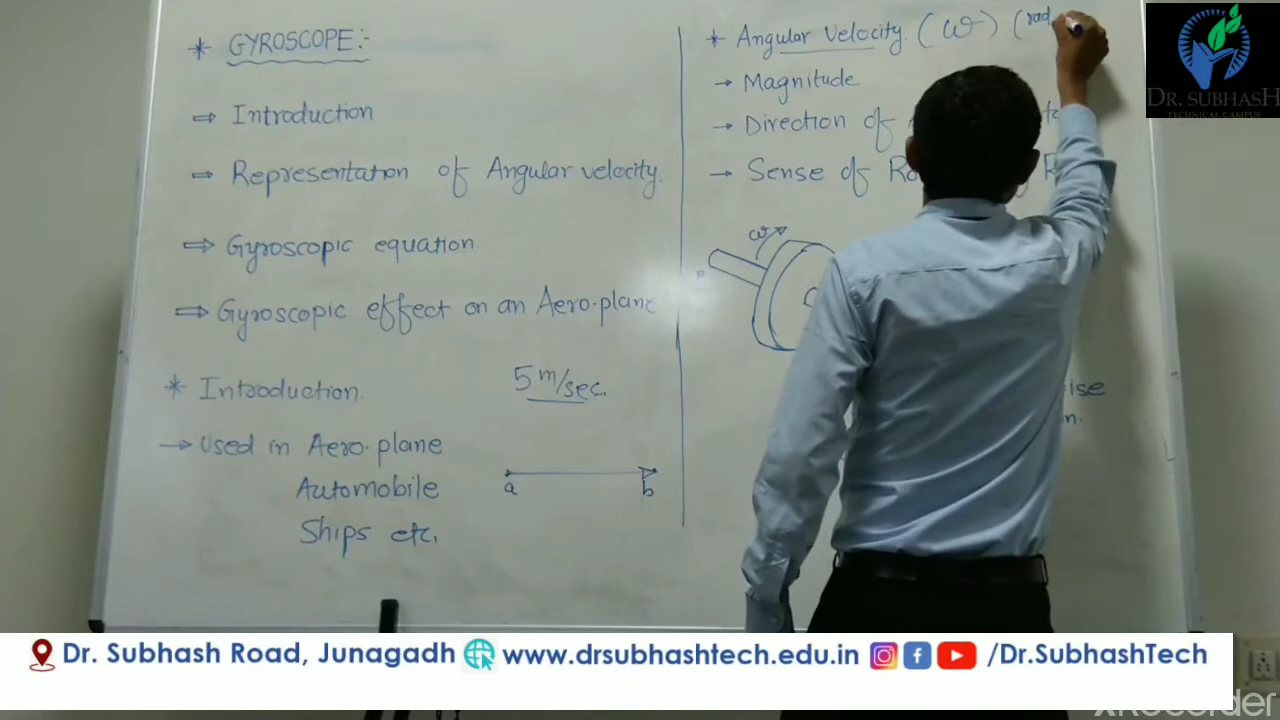 * GYROSCOPE:-
⇒ Introduction
⇒ Representation of Angular velocity.
⇒ Gyroscopic equation.
⇒ Gyroscopic effect on an Aero.plane
* Introduction.
5 m/sec.
→ Used in Aero.plane
Automobile
Ships etc.
a b
* Angular Velocity. (ω) (rad
→ Magnitude
→ Direction of
→ Sense of
ω
DR. SUBHASH
TECHNICAL CAMPUS
Dr. Subhash Road, Junagadh www.drsubhashtech.edu.in /Dr.SubhashTech